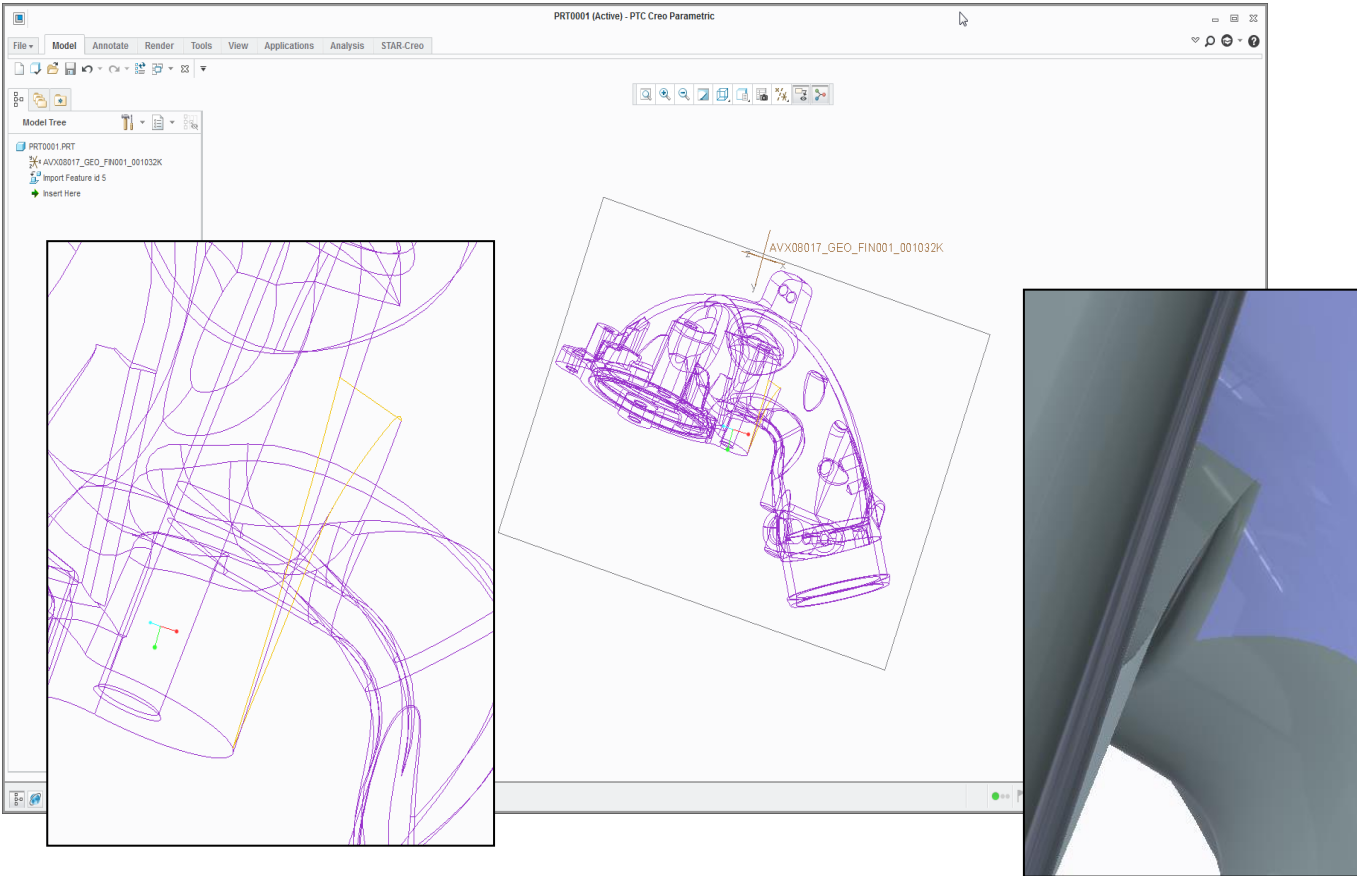 PRT0001 (Active) - PTC Creo Parametric
File Model Annotate Render Tools View Applications Analysis STAR-Creo
Model Tree
PRT0001.PRT
AVX08017_GEO_FIN001_001032K
Import Feature id 5
Insert Here
AVX08017_GEO_FIN001_001032K
Z X
Y